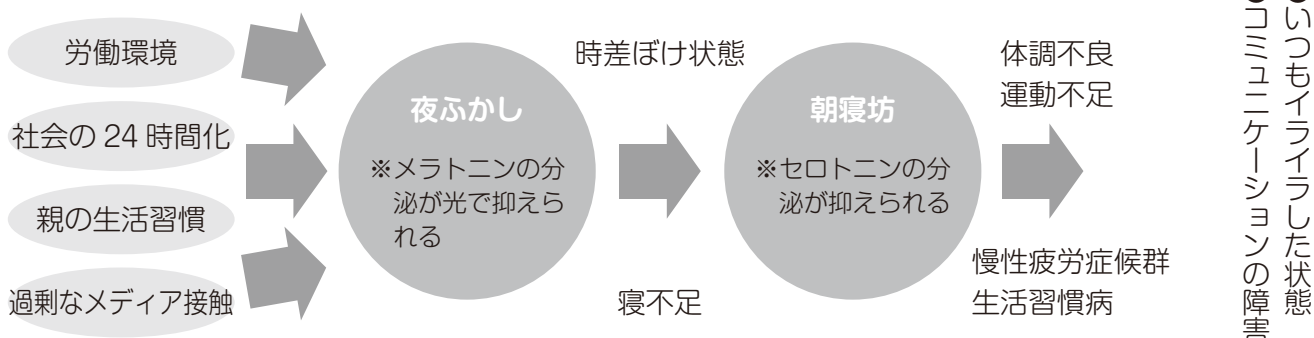 労働環境
社会の24時間化
親の生活習慣
過剰なメディア接触
夜ふかし
※メラトニンの分
泌が光で抑えら
れる
時差ぼけ状態
寝不足
朝寝坊
※セロトニンの分
泌が抑えられる
体調不良
運動不足
慢性疲労症候群
生活習慣病
●いつもイライラした状態
●コミュニケーションの障害